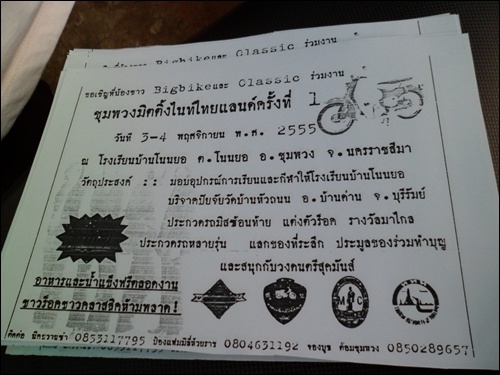 ขอเชิญพี่น้องชาว Bigbikeและ Classic ร่วมงาน
ชุมพวงมิตติ้งไนท์ไทยแลนด์ครั้งที่ 1
วันที่ 3-4 พฤศจิกายน พ.ศ. 2555
ณ โรงเรียนบ้านโนนยอ ต.โนนยอ อ.ชุมพวง จ.นครราชสีมา
วัตถุประสงค์ :: มอบอุปกรณ์การเรียนและกีฬาให้โรงเรียนบ้านโนนยอ
บริจาคปัจจัยวัดบ้านหัวถนน อ.บ้านด่าน จ.บุรีรัมย์
ประกวดรถมิสซ้อนท้าย แต่งตัวร็อค รางวัลมาไกล
ประกวดรถหลายรุ่น แลกของที่ระลึก ประมูลของร่วมทำบุญ
และสนุกกับวงดนตรีสุดมันส์
อาหารและน้ำแข็งฟรีตลอดงาน
ชาวร็อคชาวคลาสสิคห้ามพลาด!
ติดต่อ 0853117795 0804631192 0850289657